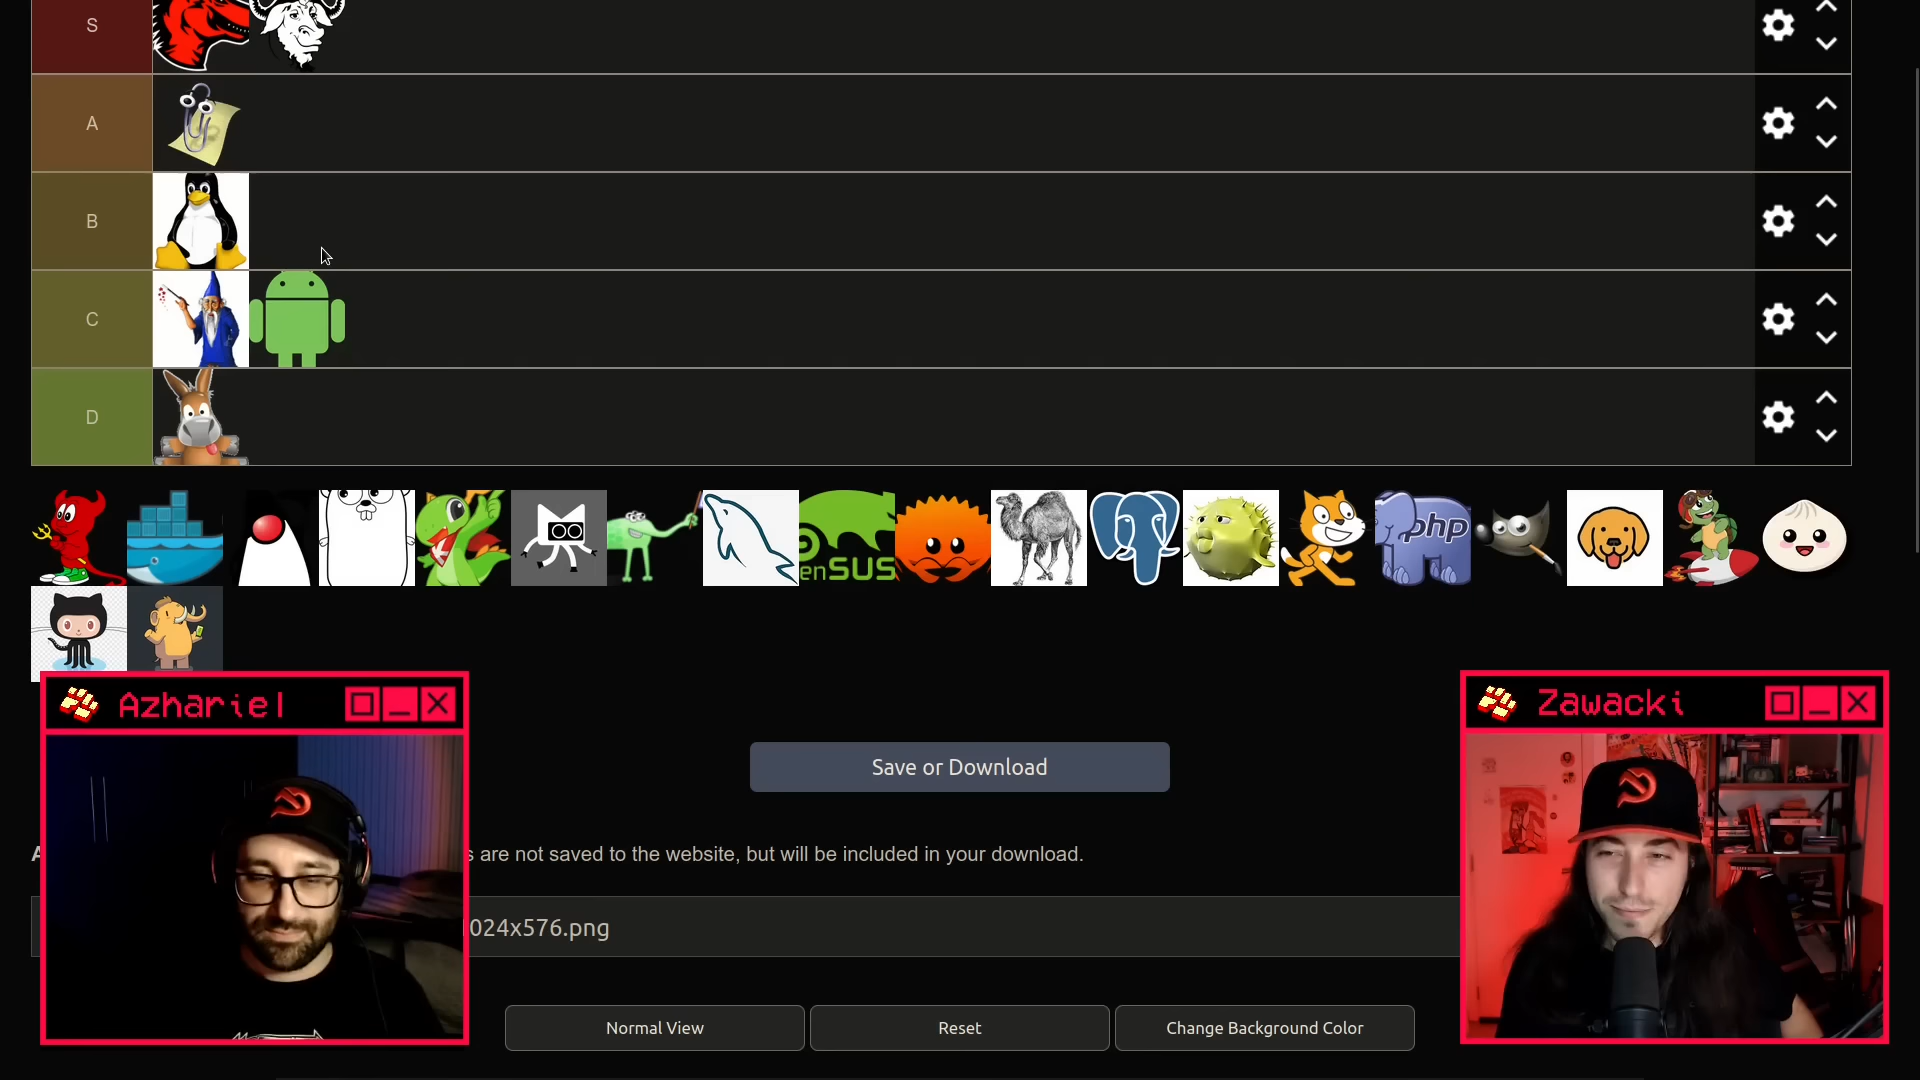 S
A
B
C
D
enSUS
php
Azhariel
Zawacki
Save or Download
s are not saved to the website, but will be included in your download.
024x576.png
Normal View
Reset
Change Background Color